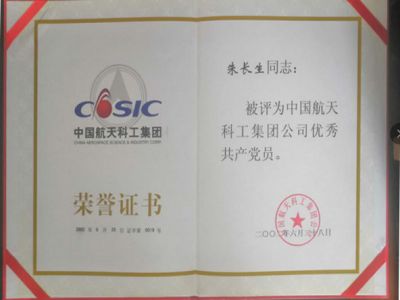 CASIC
中国航天科工集团
CHINA AEROSPACE SCIENCE & INDUSTRY CORP.
荣誉证书
朱长生同志：
被评为中国航天
科工集团公司优秀
共产党员。